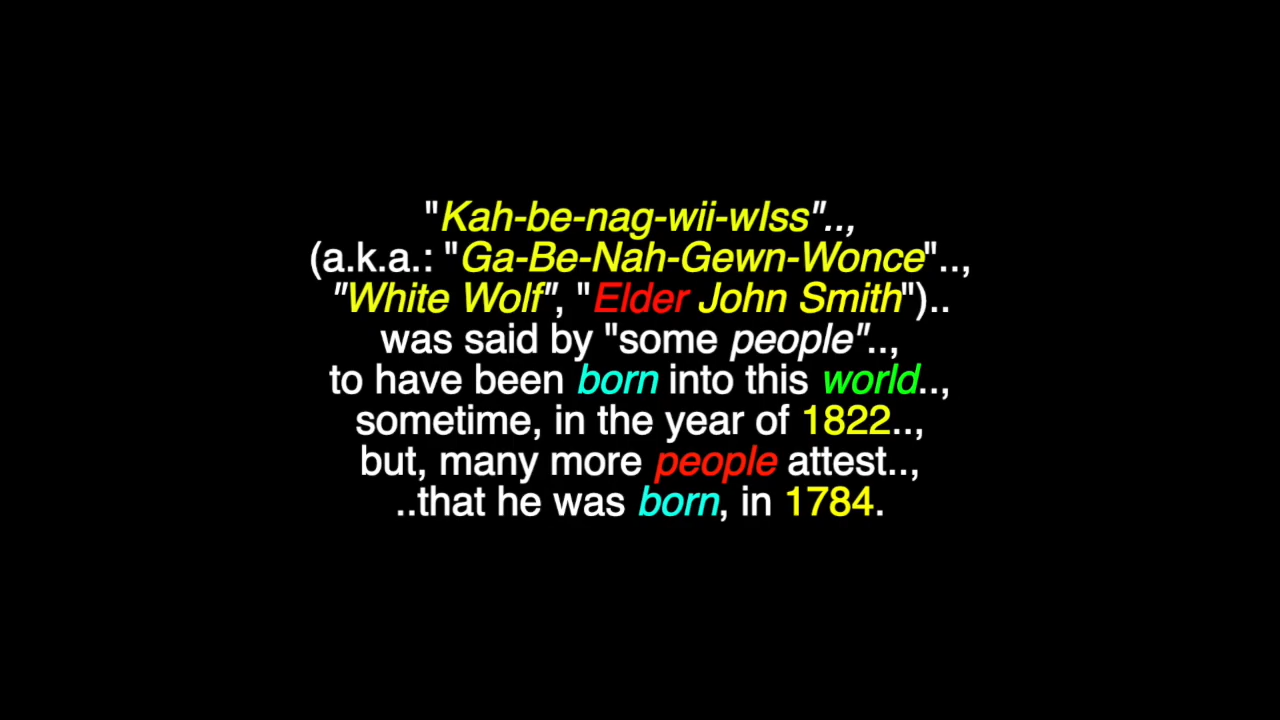 "Kah-be-nag-wii-wIss"..,
(a.k.a.: "Ga-Be-Nah-Gewn-Wonce"..,
"White Wolf", "Elder John Smith")..
was said by "some people"..,
to have been born into this world..,
sometime, in the year of 1822..,
but, many more people attest..,
..that he was born, in 1784.